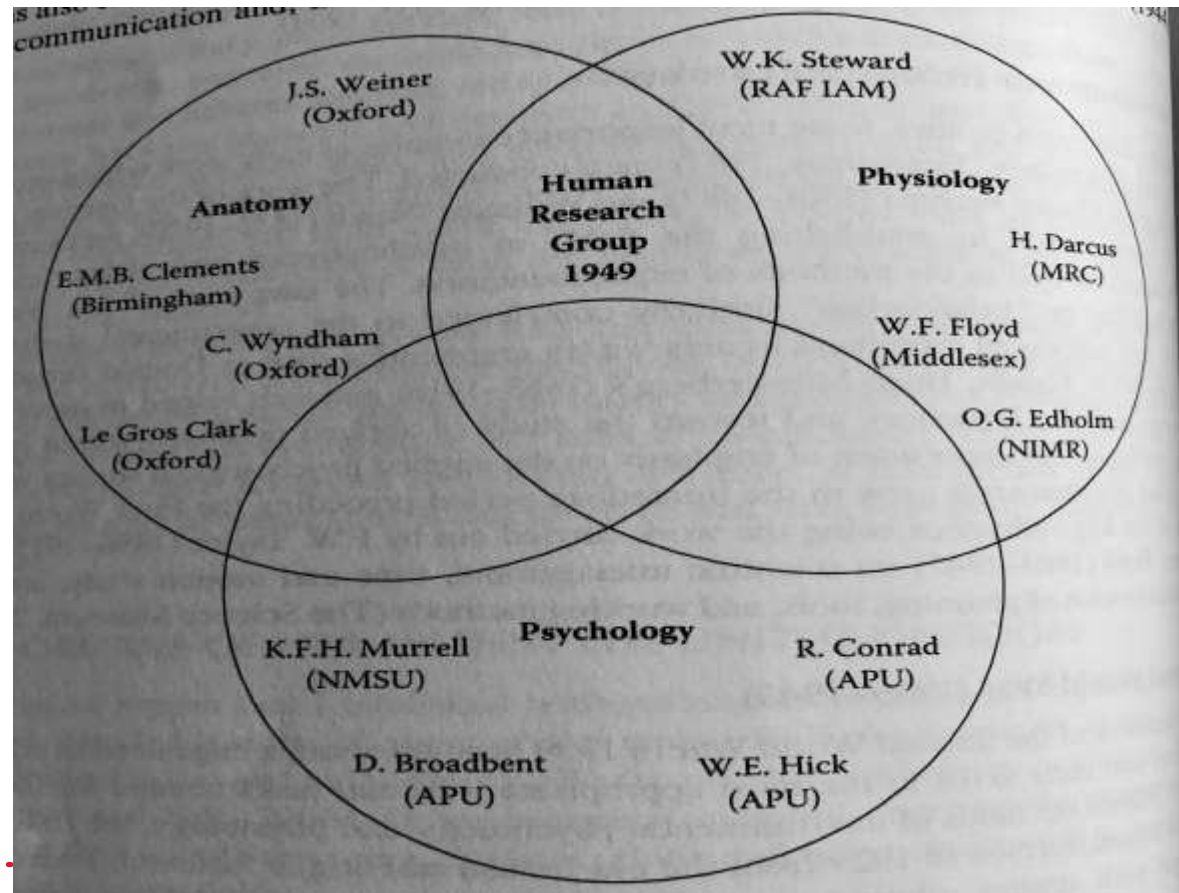 communication and,
J.S. Weiner
(Oxford)
W.K. Steward
(RAF IAM)
Anatomy
Human
Research
Group
1949
Physiology
E.M.B. Clements
(Birmingham)
H. Darcus
(MRC)
C. Wyndham
(Oxford)
W.F. Floyd
(Middlesex)
Le Gros Clark
(Oxford)
O.G. Edholm
(NIMR)
Psychology
K.F.H. Murrell
(NMSU)
R. Conrad
(APU)
D. Broadbent
(APU)
W.E. Hick
(APU)